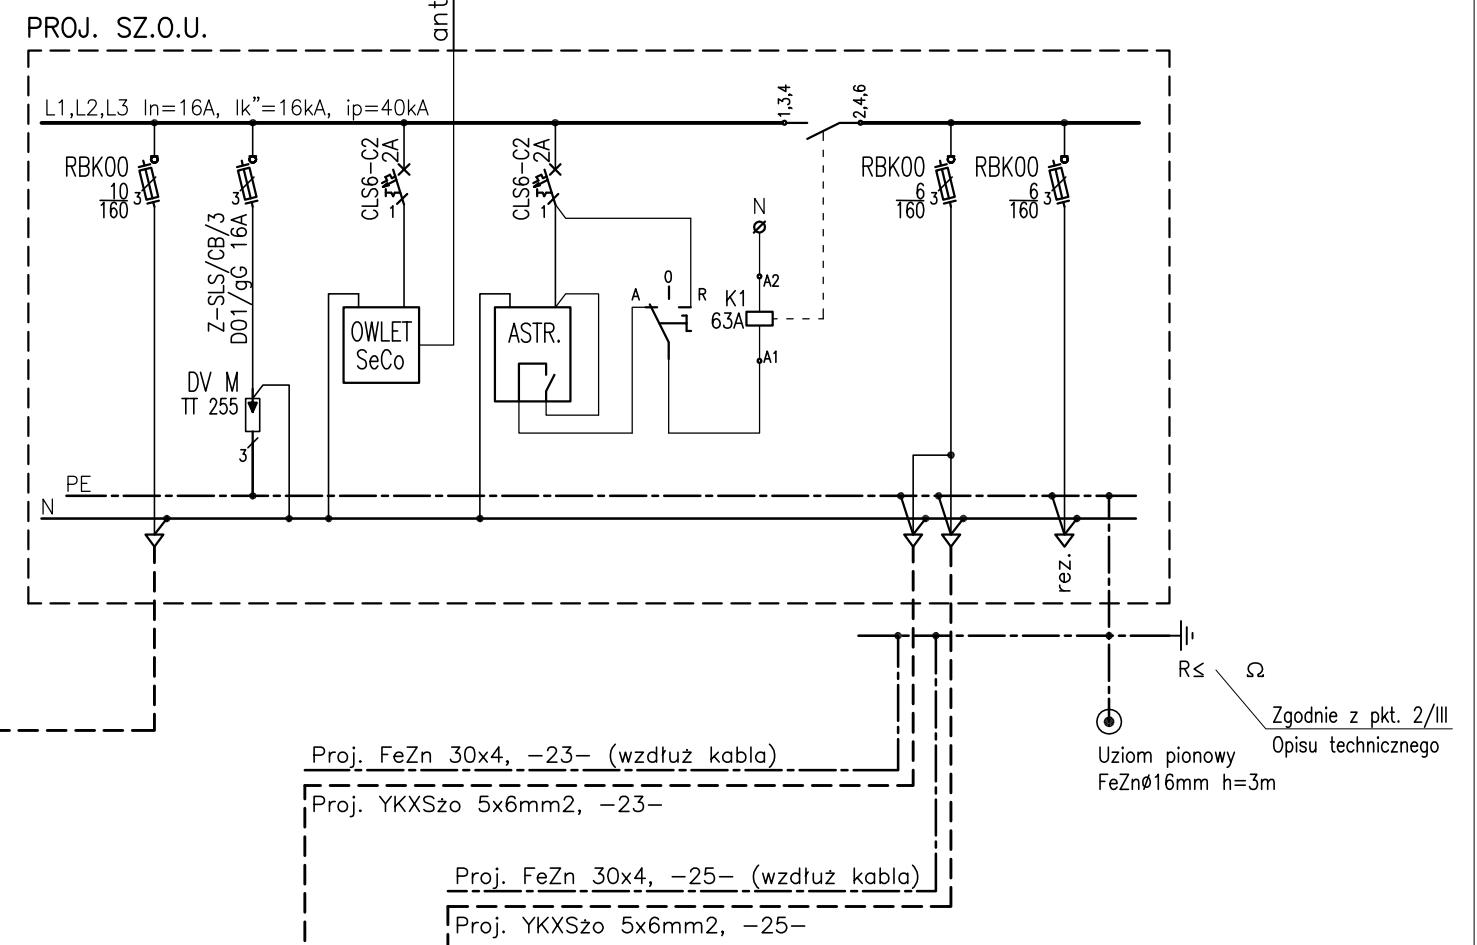 PROJ. SZ.O.U.
ant
L1,L2,L3 In=16A, Ik"=16kA, ip=40kA
1,3,4
2,4,6
RBK00
10
160
3
3
Z-SLS/CB/3
D01/gG 16A
CLS6-C2
2A
1
CLS6-C2
2A
1
RBK00
6
160
3
RBK00
6
160
3
N
A2
K1
63A
A1
A
0
R
OWLET
SeCo
ASTR.
DV M
TT 255
3
PE
N
rez.
R≤ Ω
Zgodnie z pkt. 2/III
Opisu technicznego
Uziom pionowy
FeZnø16mm h=3m
Proj. FeZn 30x4, -23- (wzdłuż kabla)
Proj. YKXSżo 5x6mm2, -23-
Proj. FeZn 30x4, -25- (wzdłuż kabla)
Proj. YKXSżo 5x6mm2, -25-